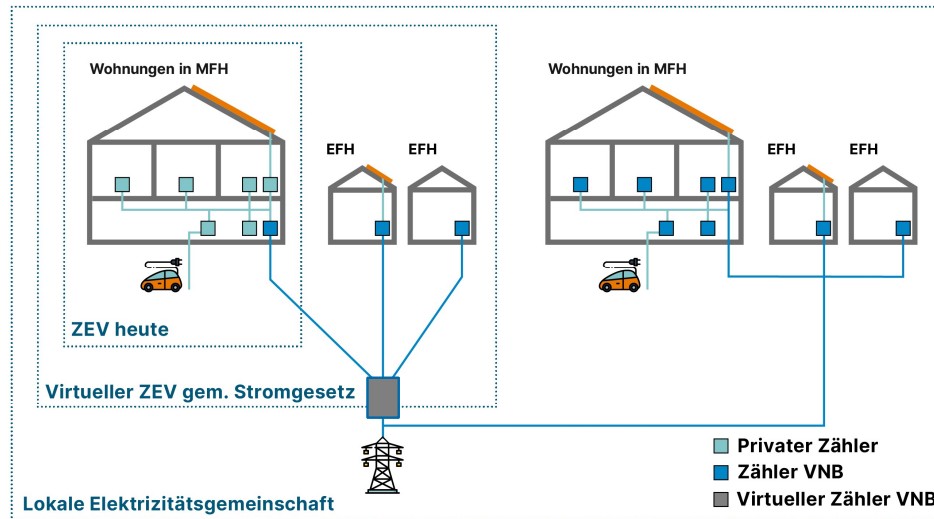 Wohnungen in MFH
Wohnungen in MFH
EFH
EFH
EFH
EFH
ZEV heute
Virtueller ZEV gem. Stromgesetz
Privater Zähler
Zähler VNB
Virtueller Zähler VNB
Lokale Elektrizitätsgemeinschaft